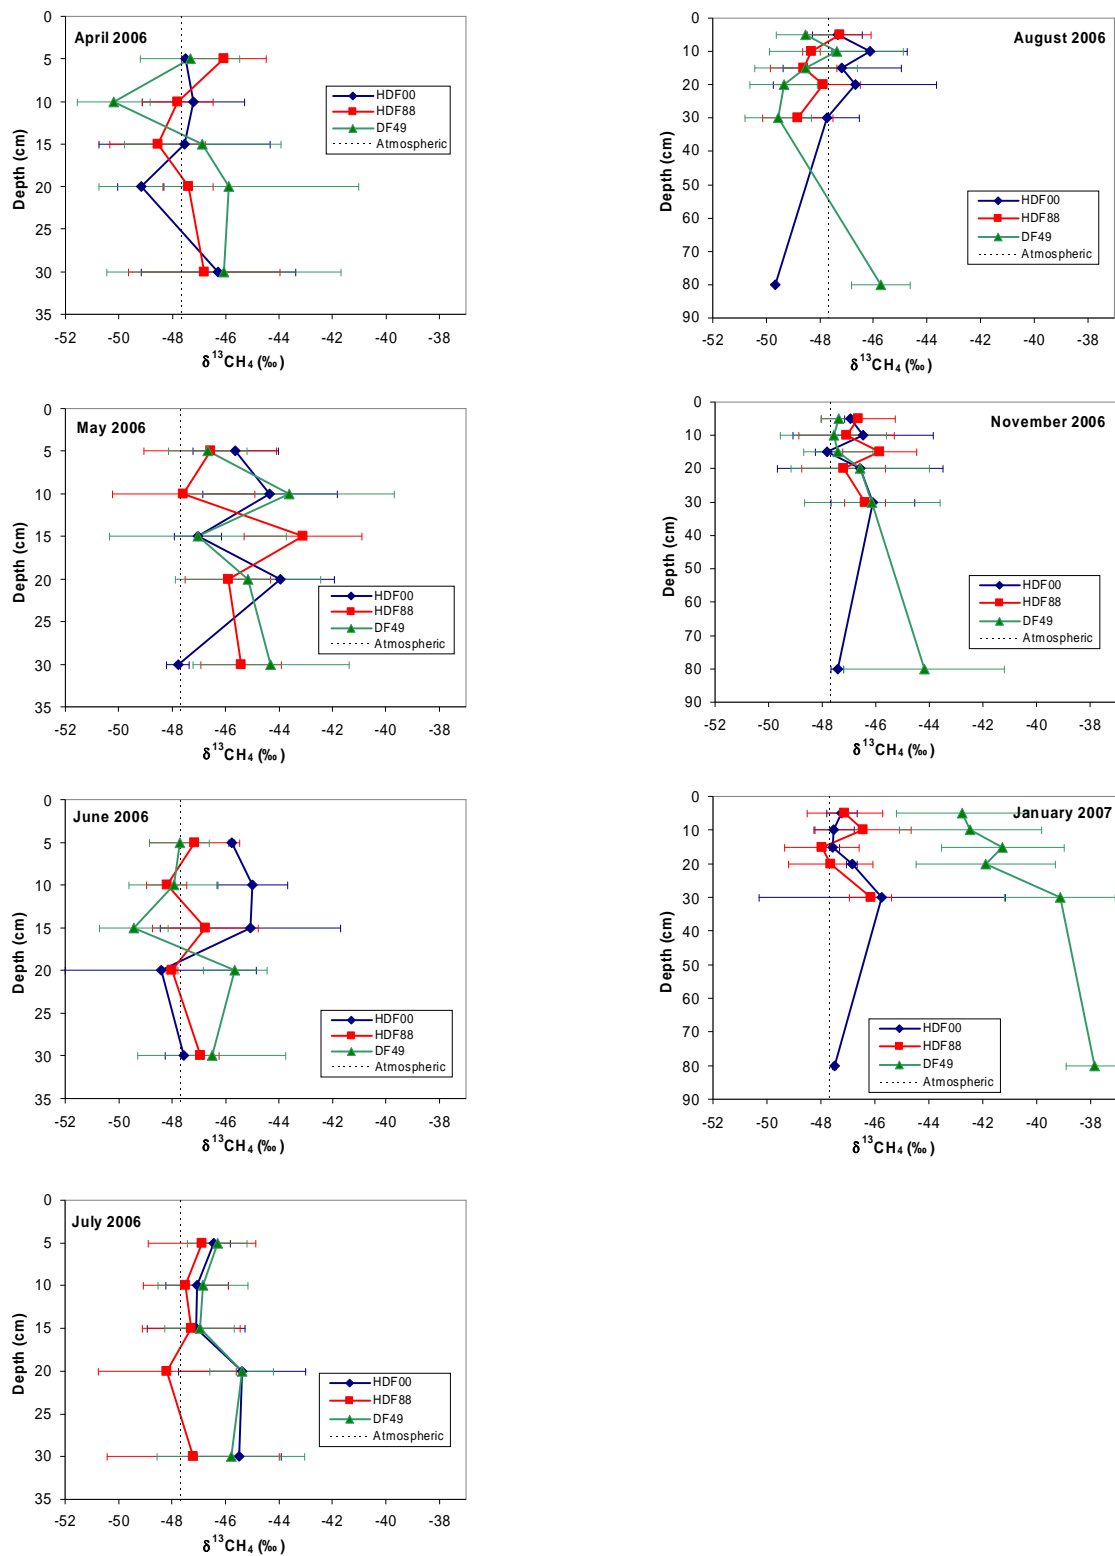 April 2006
0
5
10
15
20
25
30
35
Depth (cm)
-52 -50 -48 -46 -44 -42 -40 -38
δ13CH4 (‰)
HDF00
HDF88
DF49
Atmospheric
May 2006
0
5
10
15
20
25
30
35
Depth (cm)
-52 -50 -48 -46 -44 -42 -40 -38
δ13CH4 (‰)
HDF00
HDF88
DF49
Atmospheric
June 2006
0
5
10
15
20
25
30
35
Depth (cm)
-52 -50 -48 -46 -44 -42 -40 -38
δ13CH4 (‰)
HDF00
HDF88
DF49
Atmospheric
July 2006
0
5
10
15
20
25
30
35
Depth (cm)
-52 -50 -48 -46 -44 -42 -40 -38
δ13CH4 (‰)
HDF00
HDF88
DF49
Atmospheric
August 2006
0
10
20
30
40
50
60
70
80
90
Depth (cm)
-52 -50 -48 -46 -44 -42 -40 -38
δ13CH4 (‰)
HDF00
HDF88
DF49
Atmospheric
November 2006
0
10
20
30
40
50
60
70
80
90
Depth (cm)
-52 -50 -48 -46 -44 -42 -40 -38
δ13CH4 (‰)
HDF00
HDF88
DF49
Atmospheric
January 2007
0
10
20
30
40
50
60
70
80
90
Depth (cm)
-52 -50 -48 -46 -44 -42 -40 -38
δ13CH4 (‰)
HDF00
HDF88
DF49
Atmospheric